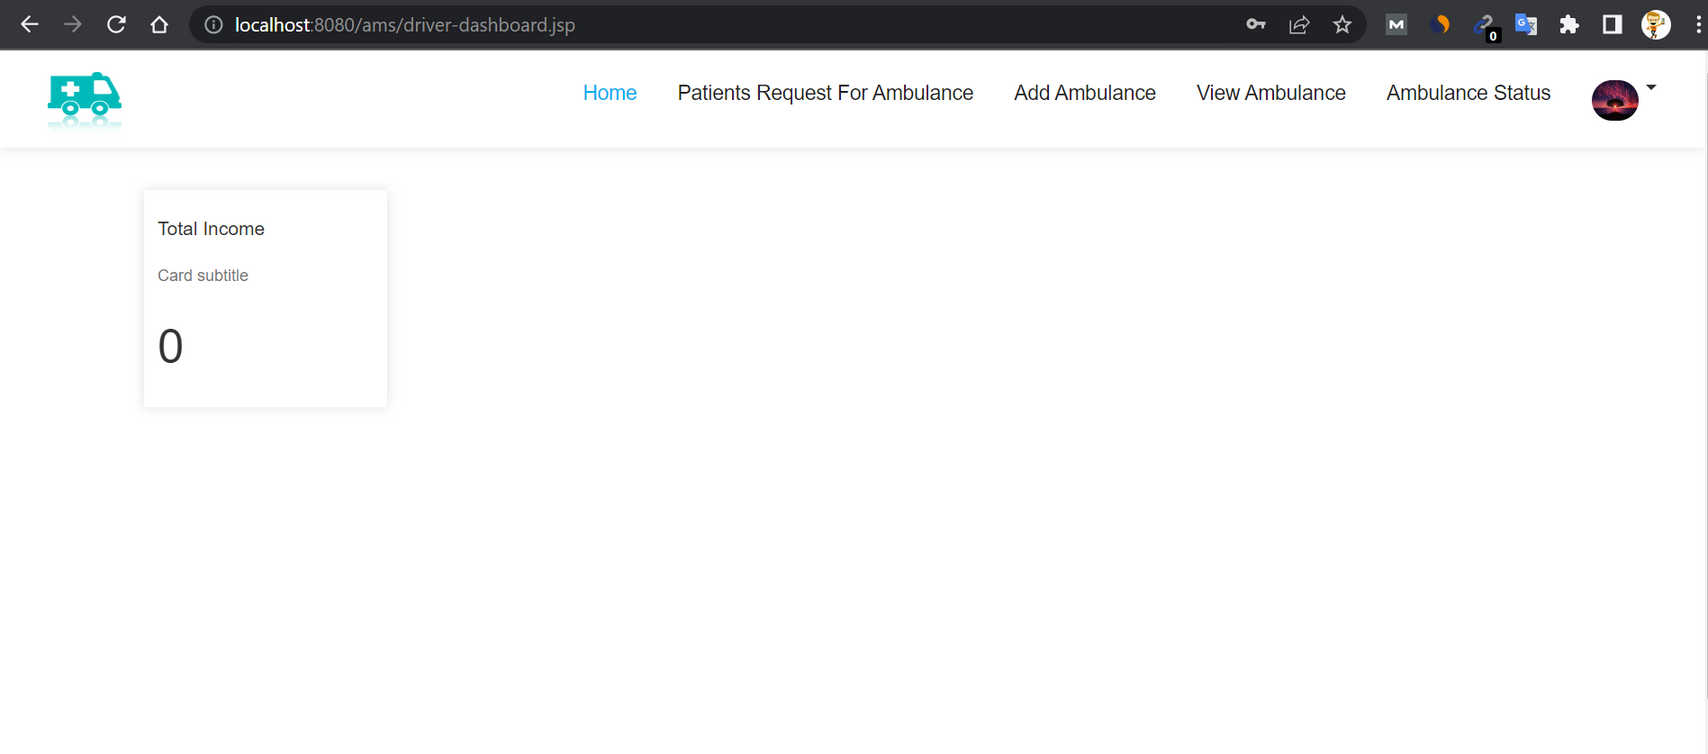 localhost:8080/ams/driver-dashboard.jsp
0
Home Patients Request For Ambulance Add Ambulance View Ambulance Ambulance Status
Total Income
Card subtitle
0